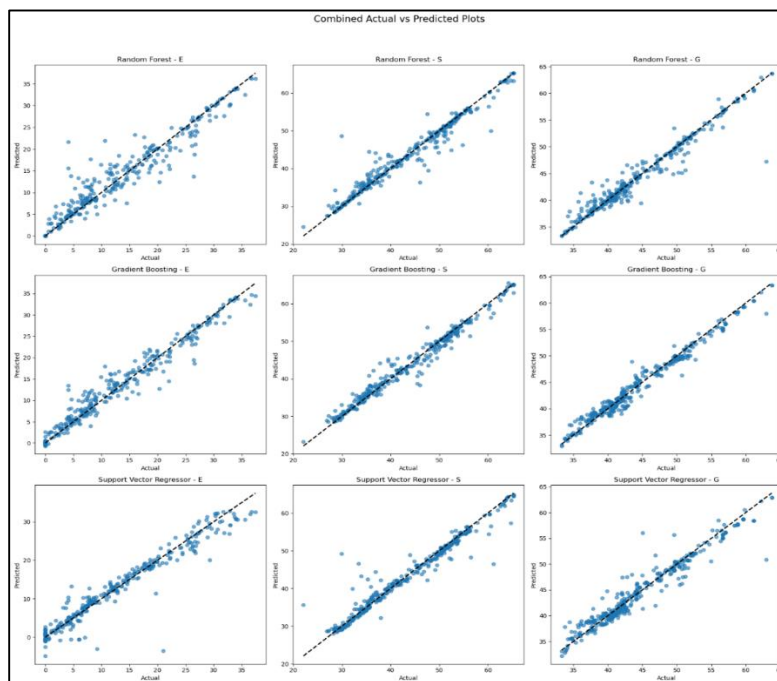 Combined Actual vs Predicted Plots
Random Forest - E
Random Forest - S
Random Forest - G
35
30
25
20
15
10
5
0
Predicted
0 5 10 15 20 25 30 35
Actual
60
50
40
30
20
Predicted
20 30 40 50 60
Actual
65
60
55
50
45
40
35
Predicted
35 40 45 50 55 60
Actual
Gradient Boosting - E
Gradient Boosting - S
Gradient Boosting - G
35
30
25
20
15
10
5
0
Predicted
0 5 10 15 20 25 30 35
Actual
60
50
40
30
20
Predicted
20 30 40 50 60
Actual
65
60
55
50
45
40
35
Predicted
35 40 45 50 55 60
Actual
Support Vector Regressor - E
Support Vector Regressor - S
Support Vector Regressor - G
30
20
10
0
Predicted
0 5 10 15 20 25 30 35
Actual
60
50
40
30
20
Predicted
20 30 40 50 60
Actual
65
60
55
50
45
40
35
Predicted
35 40 45 50 55 60
Actual